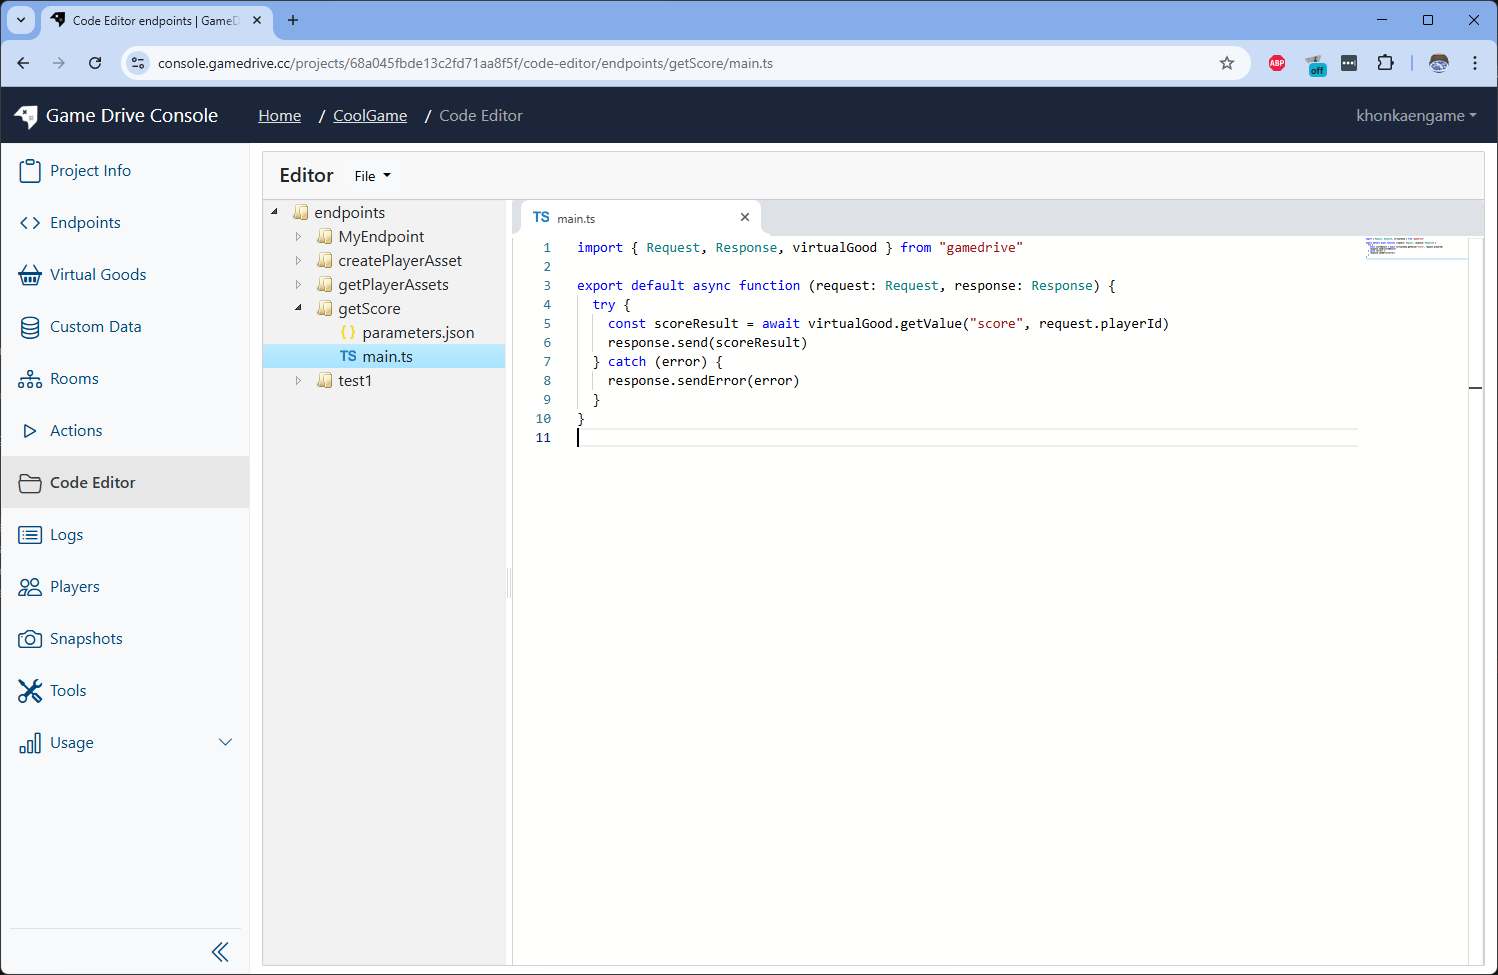 Code Editor endpoints | GameD
console.gamedrive.cc/projects/68a045fbde13c2fd71aa8f5f/code-editor/endpoints/getScore/main.ts
ABP
off
Game Drive Console
Home / CoolGame / Code Editor
khonkaengame
Project Info
Endpoints
Virtual Goods
Custom Data
Rooms
Actions
Code Editor
Logs
Players
Snapshots
Tools
Usage
Editor File
endpoints
MyEndpoint
createPlayerAsset
getPlayerAssets
getScore
{} parameters.json
TS main.ts
test1
TS main.ts
1 import { Request, Response, virtualGood } from "gamedrive"
2
3 export default async function (request: Request, response: Response) {
4 try {
5 const scoreResult = await virtualGood.getValue("score", request.playerId)
6 response.send(scoreResult)
7 } catch (error) {
8 response.sendError(error)
9 }
10 }
11